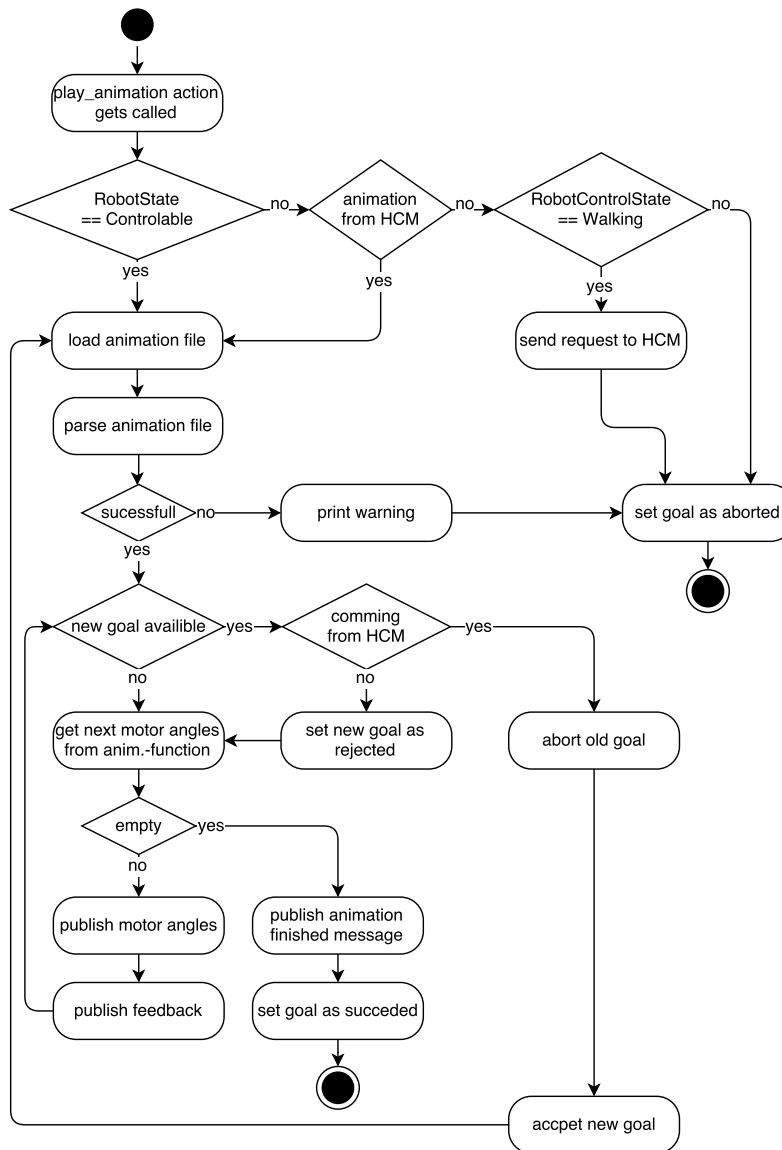 play_animation action
gets called
RobotState
== Controlable
no
animation
from HCM
no
RobotControlState
== Walking
no
yes
yes
yes
load animation file
send request to HCM
parse animation file
sucessfull
no
print warning
set goal as aborted
yes
new goal availible
yes
comming
from HCM
yes
no
no
get next motor angles
from anim.-function
set new goal as
rejected
abort old goal
empty
yes
no
publish motor angles
publish animation
finished message
publish feedback
set goal as succeded
accpet new goal